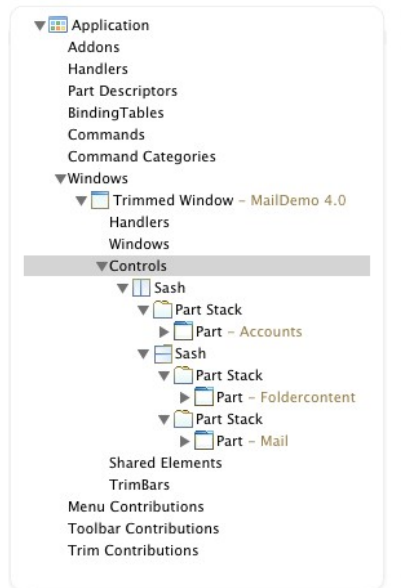 Application
Addons
Handlers
Part Descriptors
BindingTables
Commands
Command Categories
Windows
Trimmed Window – MailDemo 4.0
Handlers
Windows
Controls
Sash
Part Stack
Part – Accounts
Sash
Part Stack
Part – Foldercontent
Part Stack
Part – Mail
Shared Elements
TrimBars
Menu Contributions
Toolbar Contributions
Trim Contributions